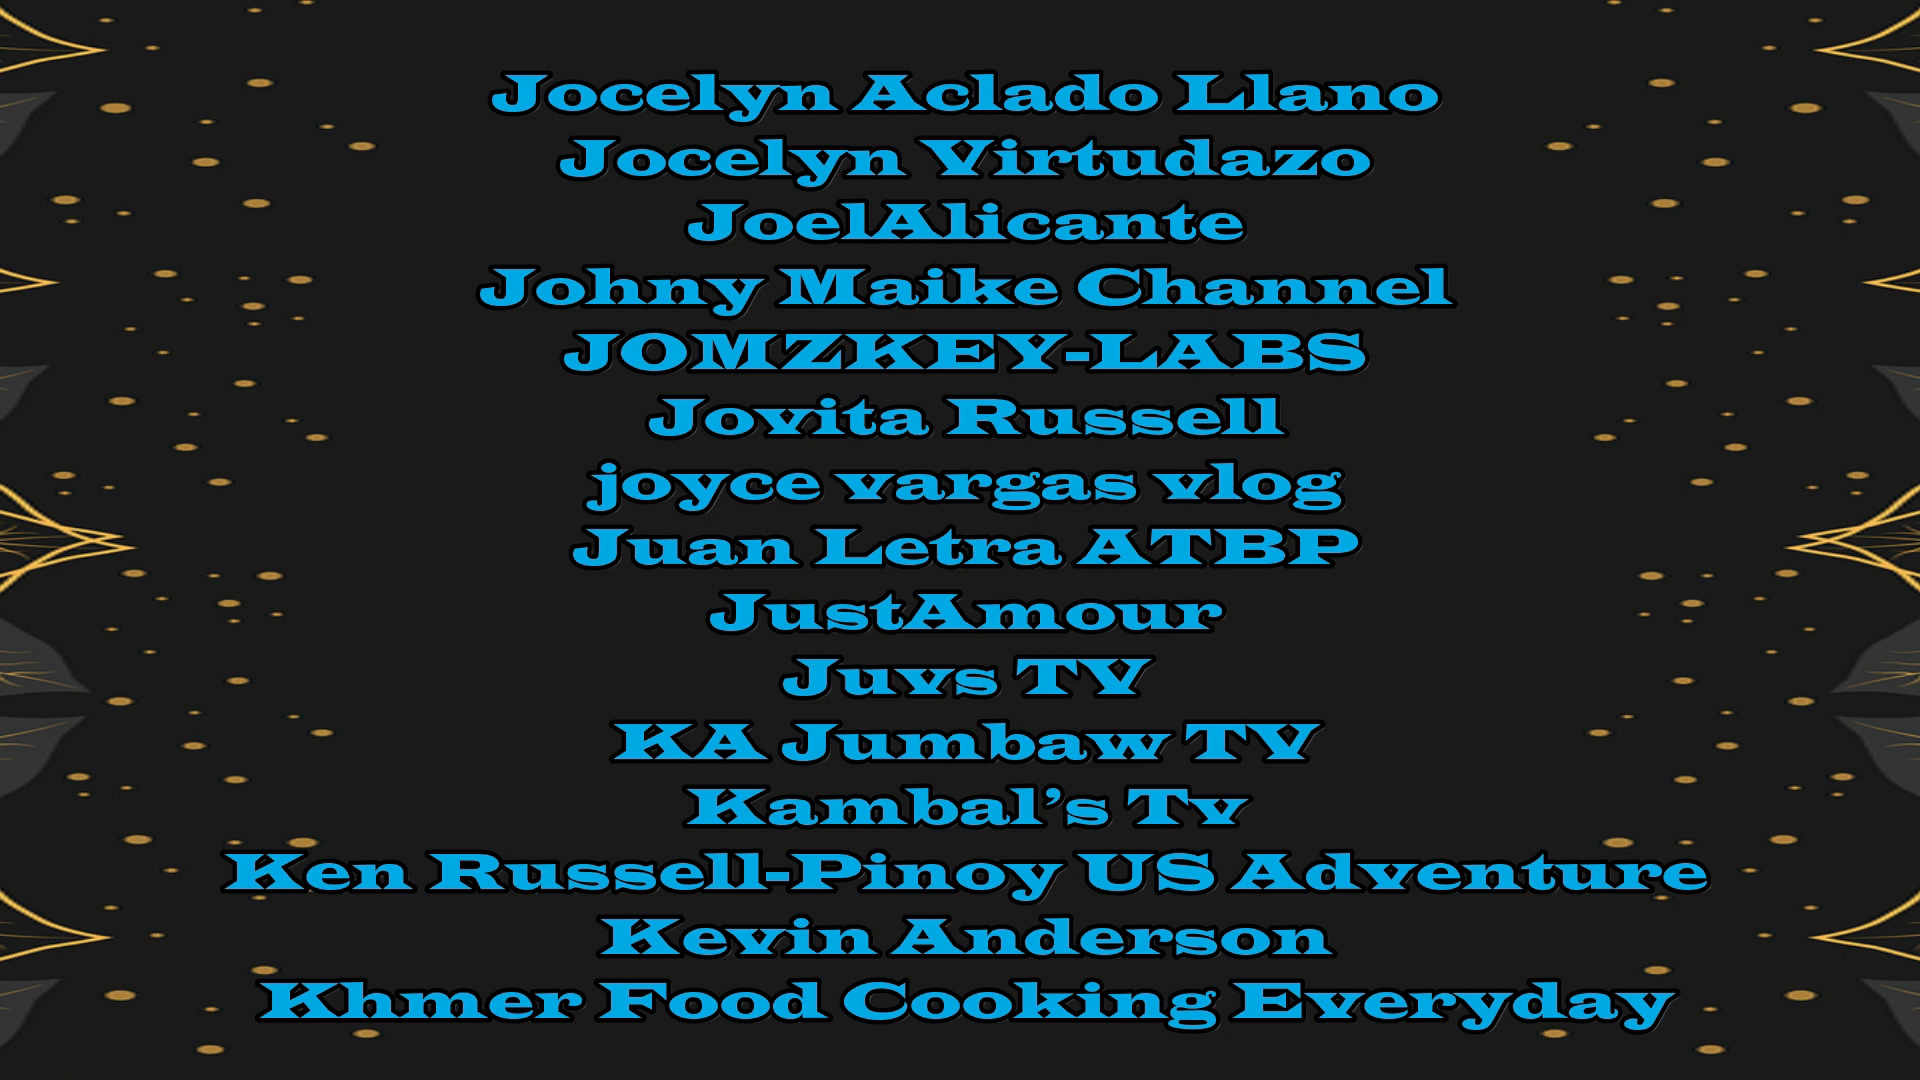 Jocelyn Aclado Llano
Jocelyn Virtudazo
JoelAlicante
Johny Maike Channel
JOMZKEY-LABS
Jovita Russell
joyce vargas vlog
Juan Letra ATBP
JustAmour
Juvs TV
KA Jumbaw TV
Kambal’s Tv
Ken Russell-Pinoy US Adventure
Kevin Anderson
Khmer Food Cooking Everyday